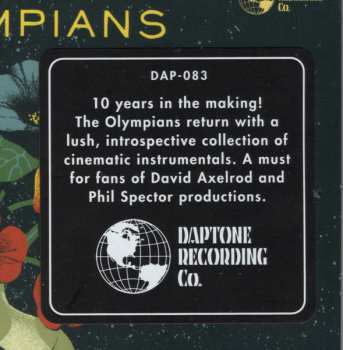 MPIANS
Co.
DAP-083
10 years in the making!
The Olympians return with a
lush, introspective collection of
cinematic instrumentals. A must
for fans of David Axelrod and
Phil Spector productions.
DAPTONE
RECORDING
Co.